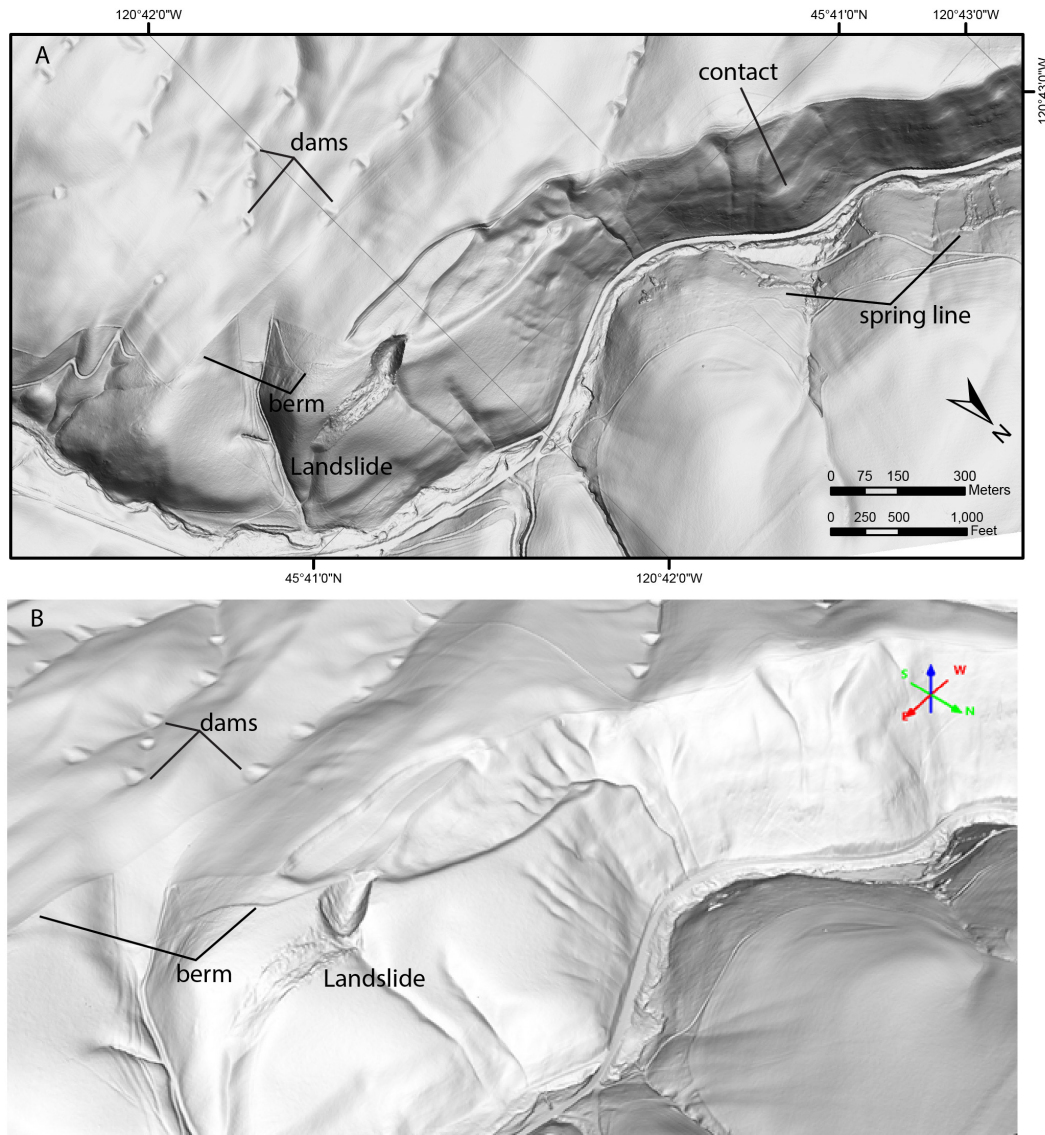 120°42'0"W
45°41'0"N
120°43'0"W
A
contact
120°43'0"W
dams
spring line
berm
N
Landslide
0 75 150 300
Meters
0 250 500 1,000
Feet
45°41'0"N
120°42'0"W
B
S
W
dams
E
N
berm
Landslide